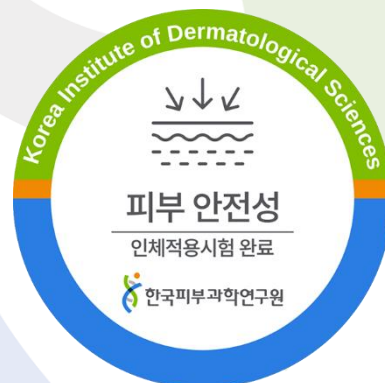 Korea Institute of Dermatological Sciences
피부 안전성
인체적용시험 완료
한국피부과학연구원